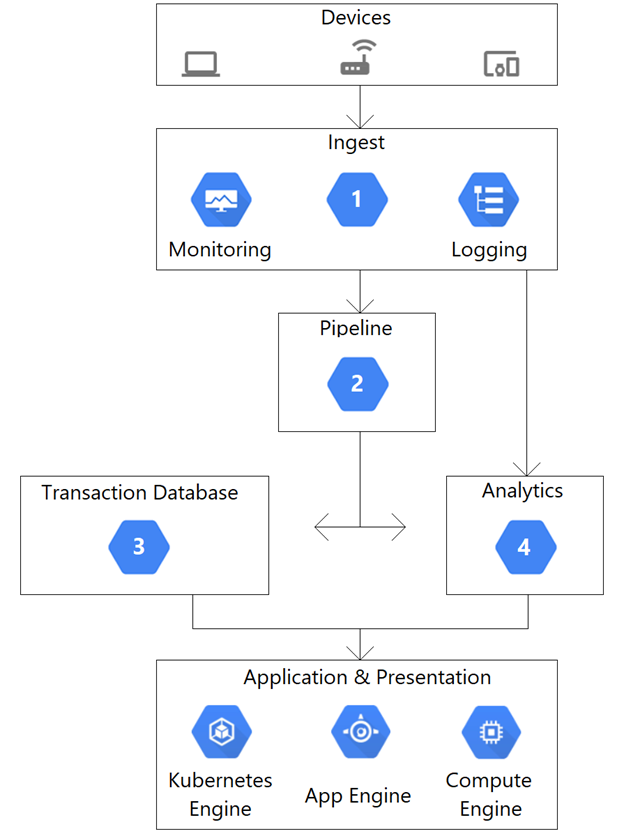 Devices
Ingest
1
Monitoring
Logging
Pipeline
2
Transaction Database
3
Analytics
4
Application & Presentation
Kubernetes
Engine
App Engine
Compute
Engine